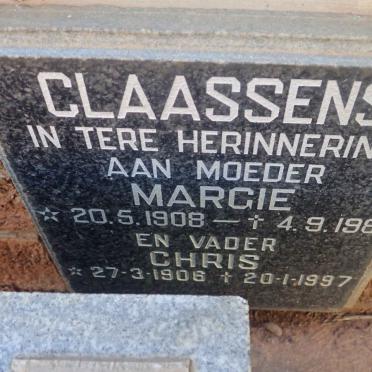 CLAASSENS
IN TERE HERINNERIN
AAN MOEDER
MARGIE
☆ 20.5.1908 — † 4.9.198
EN VADER
CHRIS
☆ 27-3-1906 † 20-1-1997